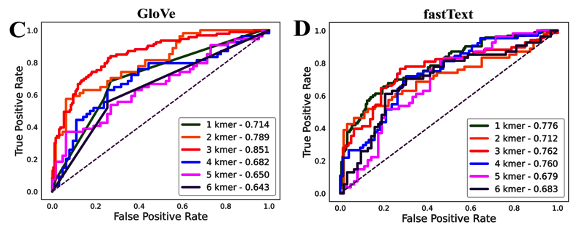 GloVe
C
True Positive Rate
1.0
0.8
0.6
0.4
0.2
0.0
1 kmer - 0.714
2 kmer - 0.789
3 kmer - 0.851
4 kmer - 0.682
5 kmer - 0.650
6 kmer - 0.643
0.0 0.2 0.4 0.6 0.8 1.0
False Positive Rate
fastText
D
True Positive Rate
1.0
0.8
0.6
0.4
0.2
0.0
1 kmer - 0.776
2 kmer - 0.712
3 kmer - 0.762
4 kmer - 0.760
5 kmer - 0.679
6 kmer - 0.683
0.0 0.2 0.4 0.6 0.8 1.0
False Positive Rate